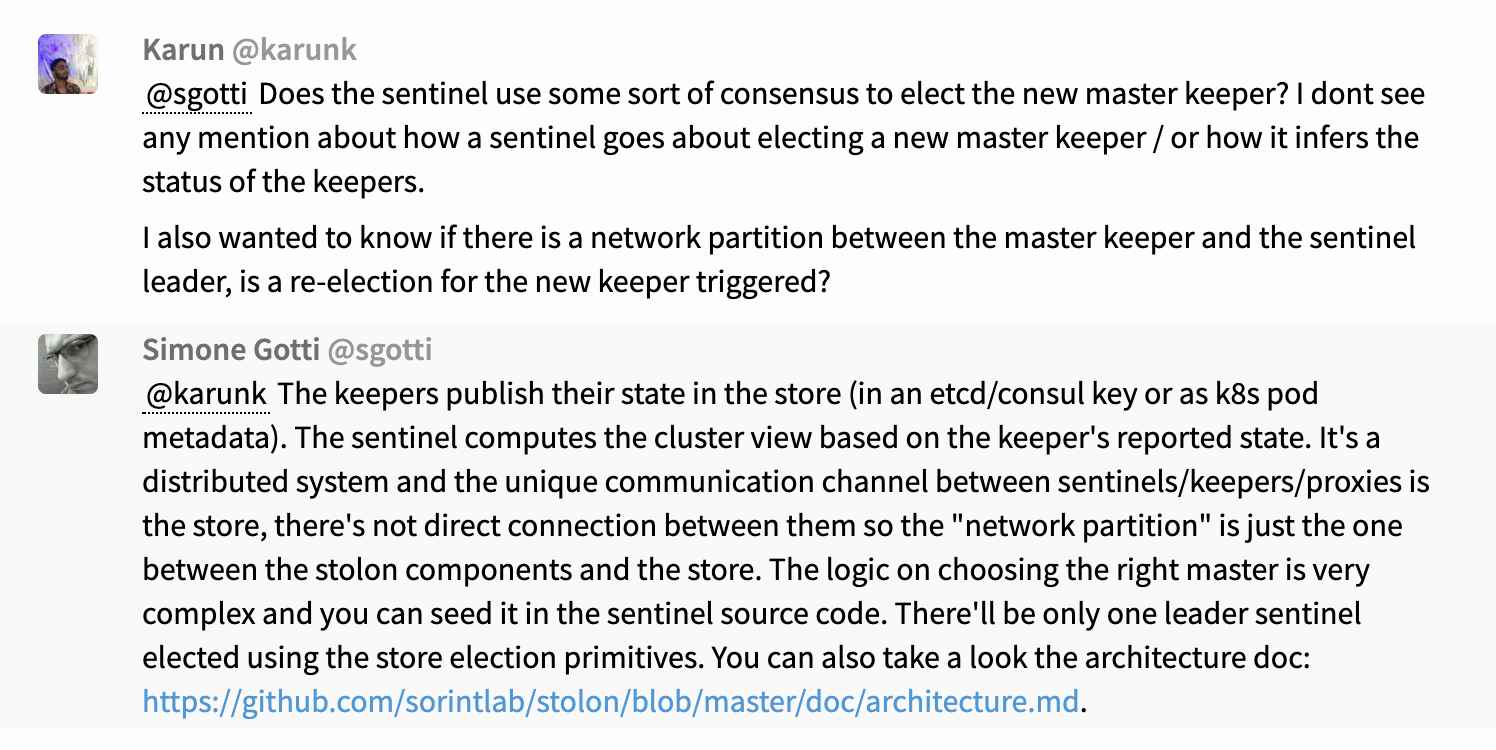 Karun @karunk
@sgotti Does the sentinel use some sort of consensus to elect the new master keeper? I dont see
any mention about how a sentinel goes about electing a new master keeper / or how it infers the
status of the keepers.
I also wanted to know if there is a network partition between the master keeper and the sentinel
leader, is a re-election for the new keeper triggered?
Simone Gotti @sgotti
@karunk The keepers publish their state in the store (in an etcd/consul key or as k8s pod
metadata). The sentinel computes the cluster view based on the keeper's reported state. It's a
distributed system and the unique communication channel between sentinels/keepers/proxies is
the store, there's not direct connection between them so the "network partition" is just the one
between the stolon components and the store. The logic on choosing the right master is very
complex and you can seed it in the sentinel source code. There'll be only one leader sentinel
elected using the store election primitives. You can also take a look the architecture doc:
https://github.com/sorintlab/stolon/blob/master/doc/architecture.md.